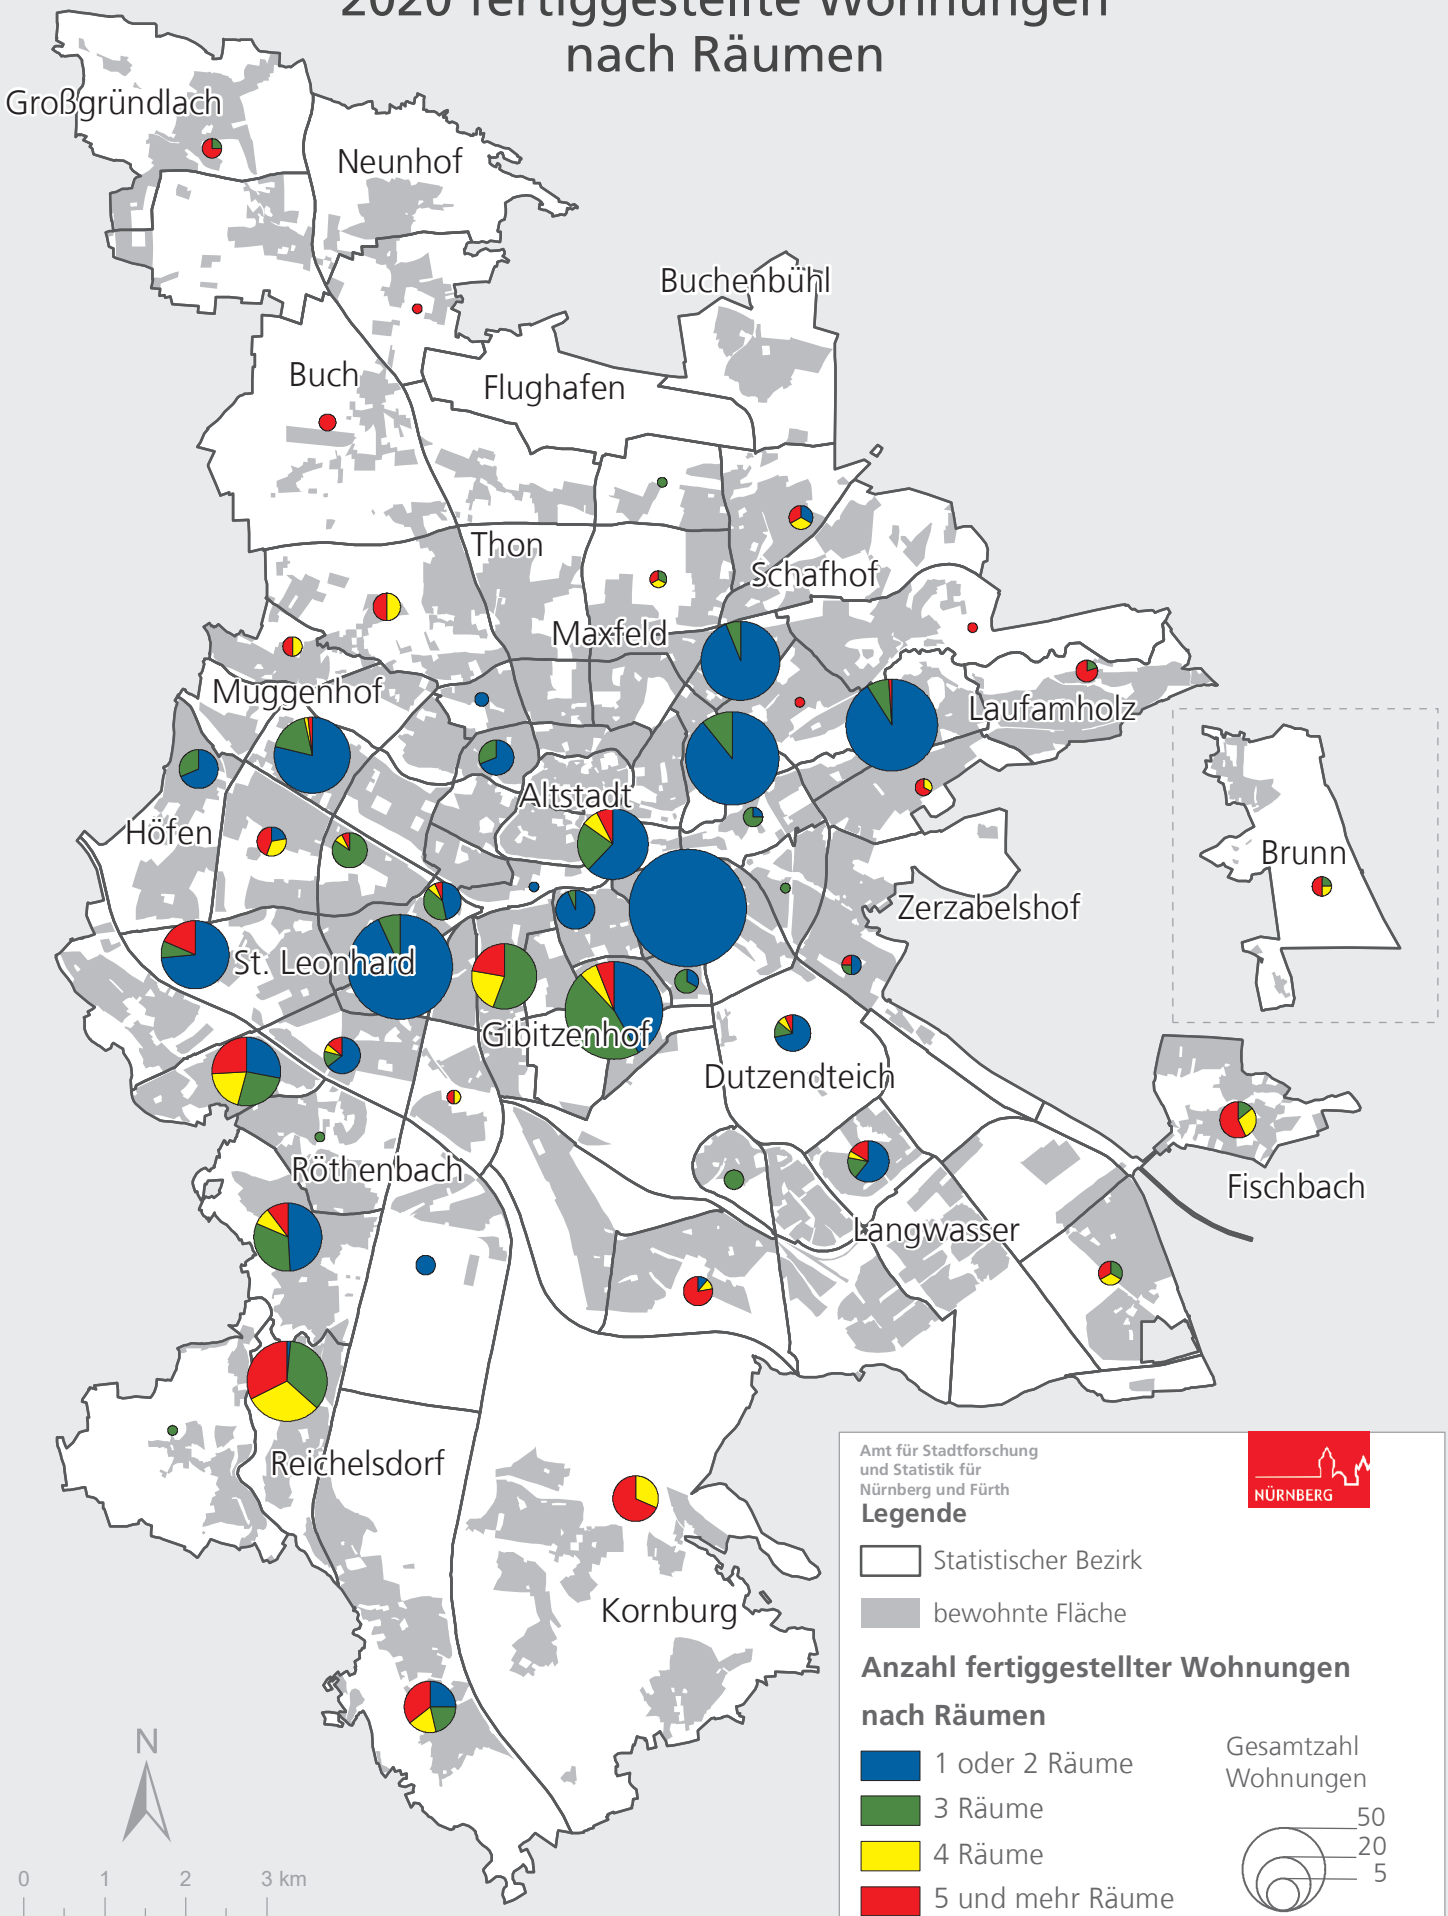 2020 fertiggestellte Wohnungen
nach Räumen
Großgründlach
Neunhof
Buchenbühl
Buch
Flughafen
Thon
Schafhof
Maxfeld
Muggenhof
Laufamholz
Altstadt
Höfen
Brunn
Zerzabelshof
St. Leonhard
Gibitzenhof
Dutzendteich
Röthenbach
Fischbach
Langwasser
Reichelsdorf
Kornburg
Amt für Stadtforschung
und Statistik für
Nürnberg und Fürth
NÜRNBERG
Legende
Statistischer Bezirk
bewohnte Fläche
Anzahl fertiggestellter Wohnungen
nach Räumen
1 oder 2 Räume
3 Räume
4 Räume
5 und mehr Räume
Gesamtzahl
Wohnungen
50
20
5
N
0 1 2 3 km